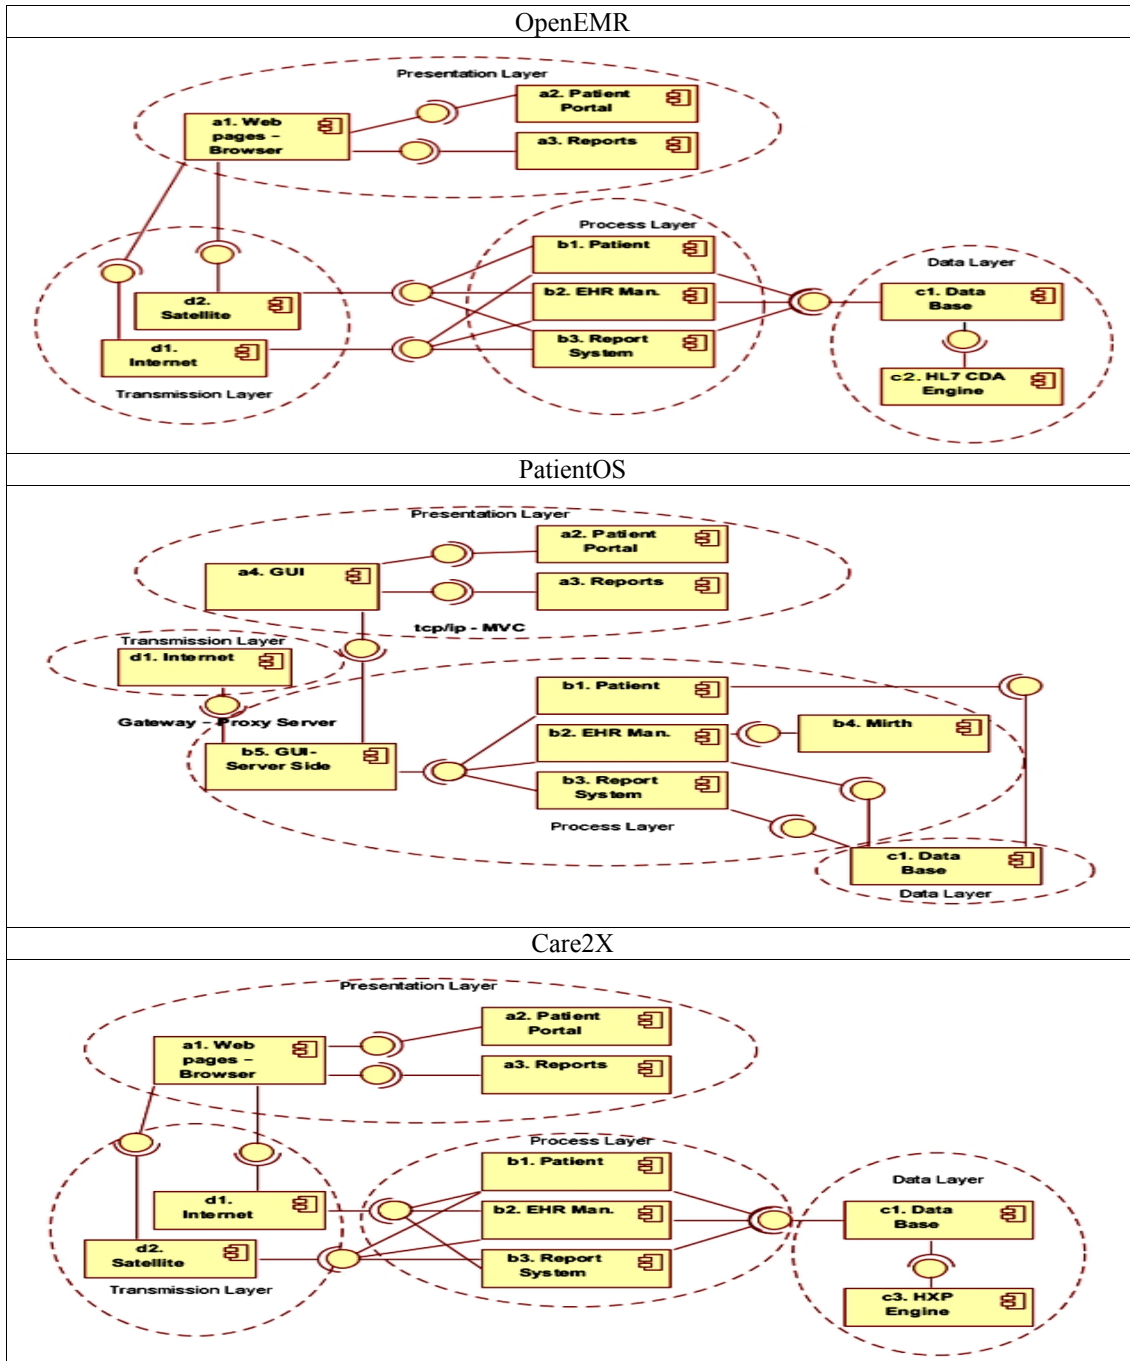 OpenEMR
Presentation Layer
a1. Web
pages –
Browser
a2. Patient
Portal
a3. Reports
Process Layer
b1. Patient
b2. EHR Man.
b3. Report
System
Data Layer
c1. Data
Base
c2. HL7 CDA
Engine
d2.
Satellite
d1.
Internet
Transmission Layer
PatientOS
Presentation Layer
a2. Patient
Portal
a4. GUI
a3. Reports
tcp/ip - MVC
Transmission Layer
d1. Internet
Gateway – Proxy Server
b5. GUI-
Server Side
b1. Patient
b2. EHR Man.
b4. Mirth
b3. Report
System
Process Layer
c1. Data
Base
Data Layer
Care2X
Presentation Layer
a1. Web
pages –
Browser
a2. Patient
Portal
a3. Reports
Process Layer
b1. Patient
b2. EHR Man.
b3. Report
System
Data Layer
c1. Data
Base
c3. HXP
Engine
d1.
Internet
d2.
Satellite
Transmission Layer